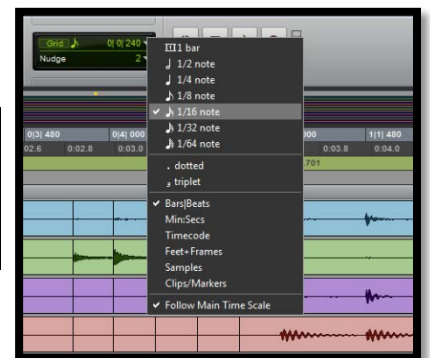 Grid 0| 0| 240
Nudge 2
1 bar
1/2 note
1/4 note
1/8 note
✓ 1/16 note
1/32 note
1/64 note
. dotted
3 triplet
✓ Bars|Beats
Min:Secs
Timecode
Feet+Frames
Samples
Clips/Markers
✓ Follow Main Time Scale
0|3| 480 0|4| 000 000 1|1| 480
02.6 0:02.8 0:03.0 0:03.8 0:04.0
701